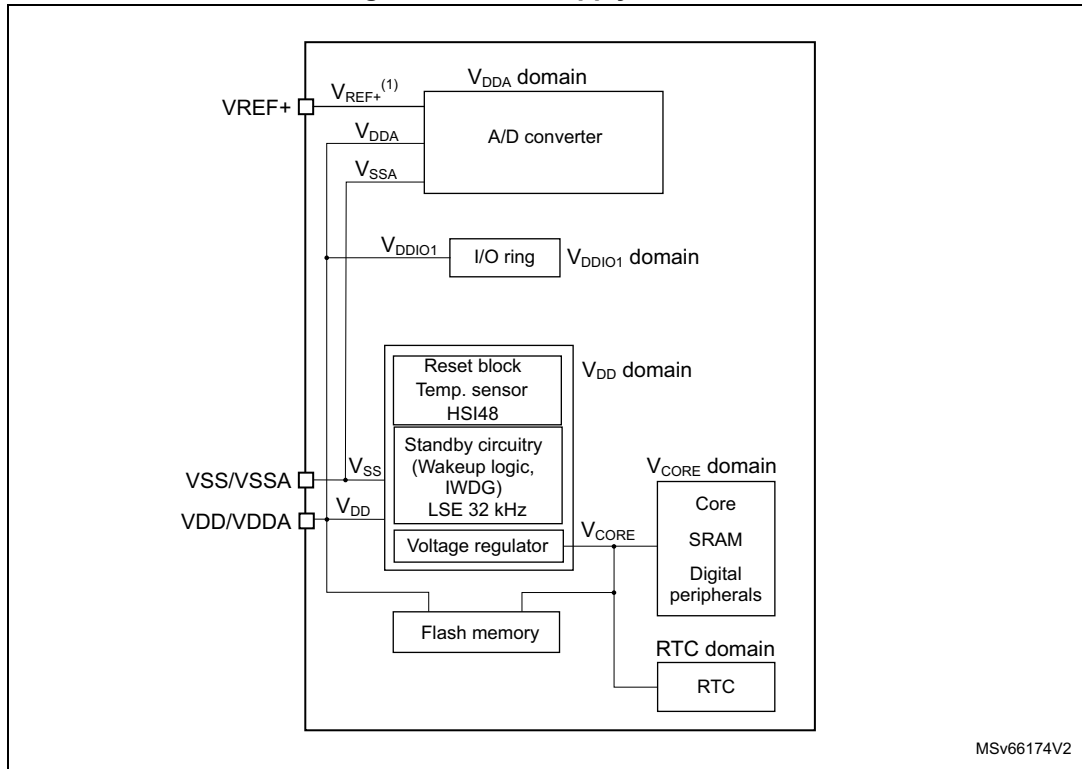 VREF+
VREF+(1)
VDDA domain
VDDA
VSSA
A/D converter
VDDIO1
I/O ring
VDDIO1 domain
Reset block
Temp. sensor
HSI48
VDD domain
Standby circuitry
(Wakeup logic,
IWDG)
LSE 32 kHz
VSS/VSSA
VSS
VDD/VDDA
VDD
Voltage regulator
VCORE
VCORE domain
Core
SRAM
Digital
peripherals
Flash memory
RTC domain
RTC
MSv66174V2